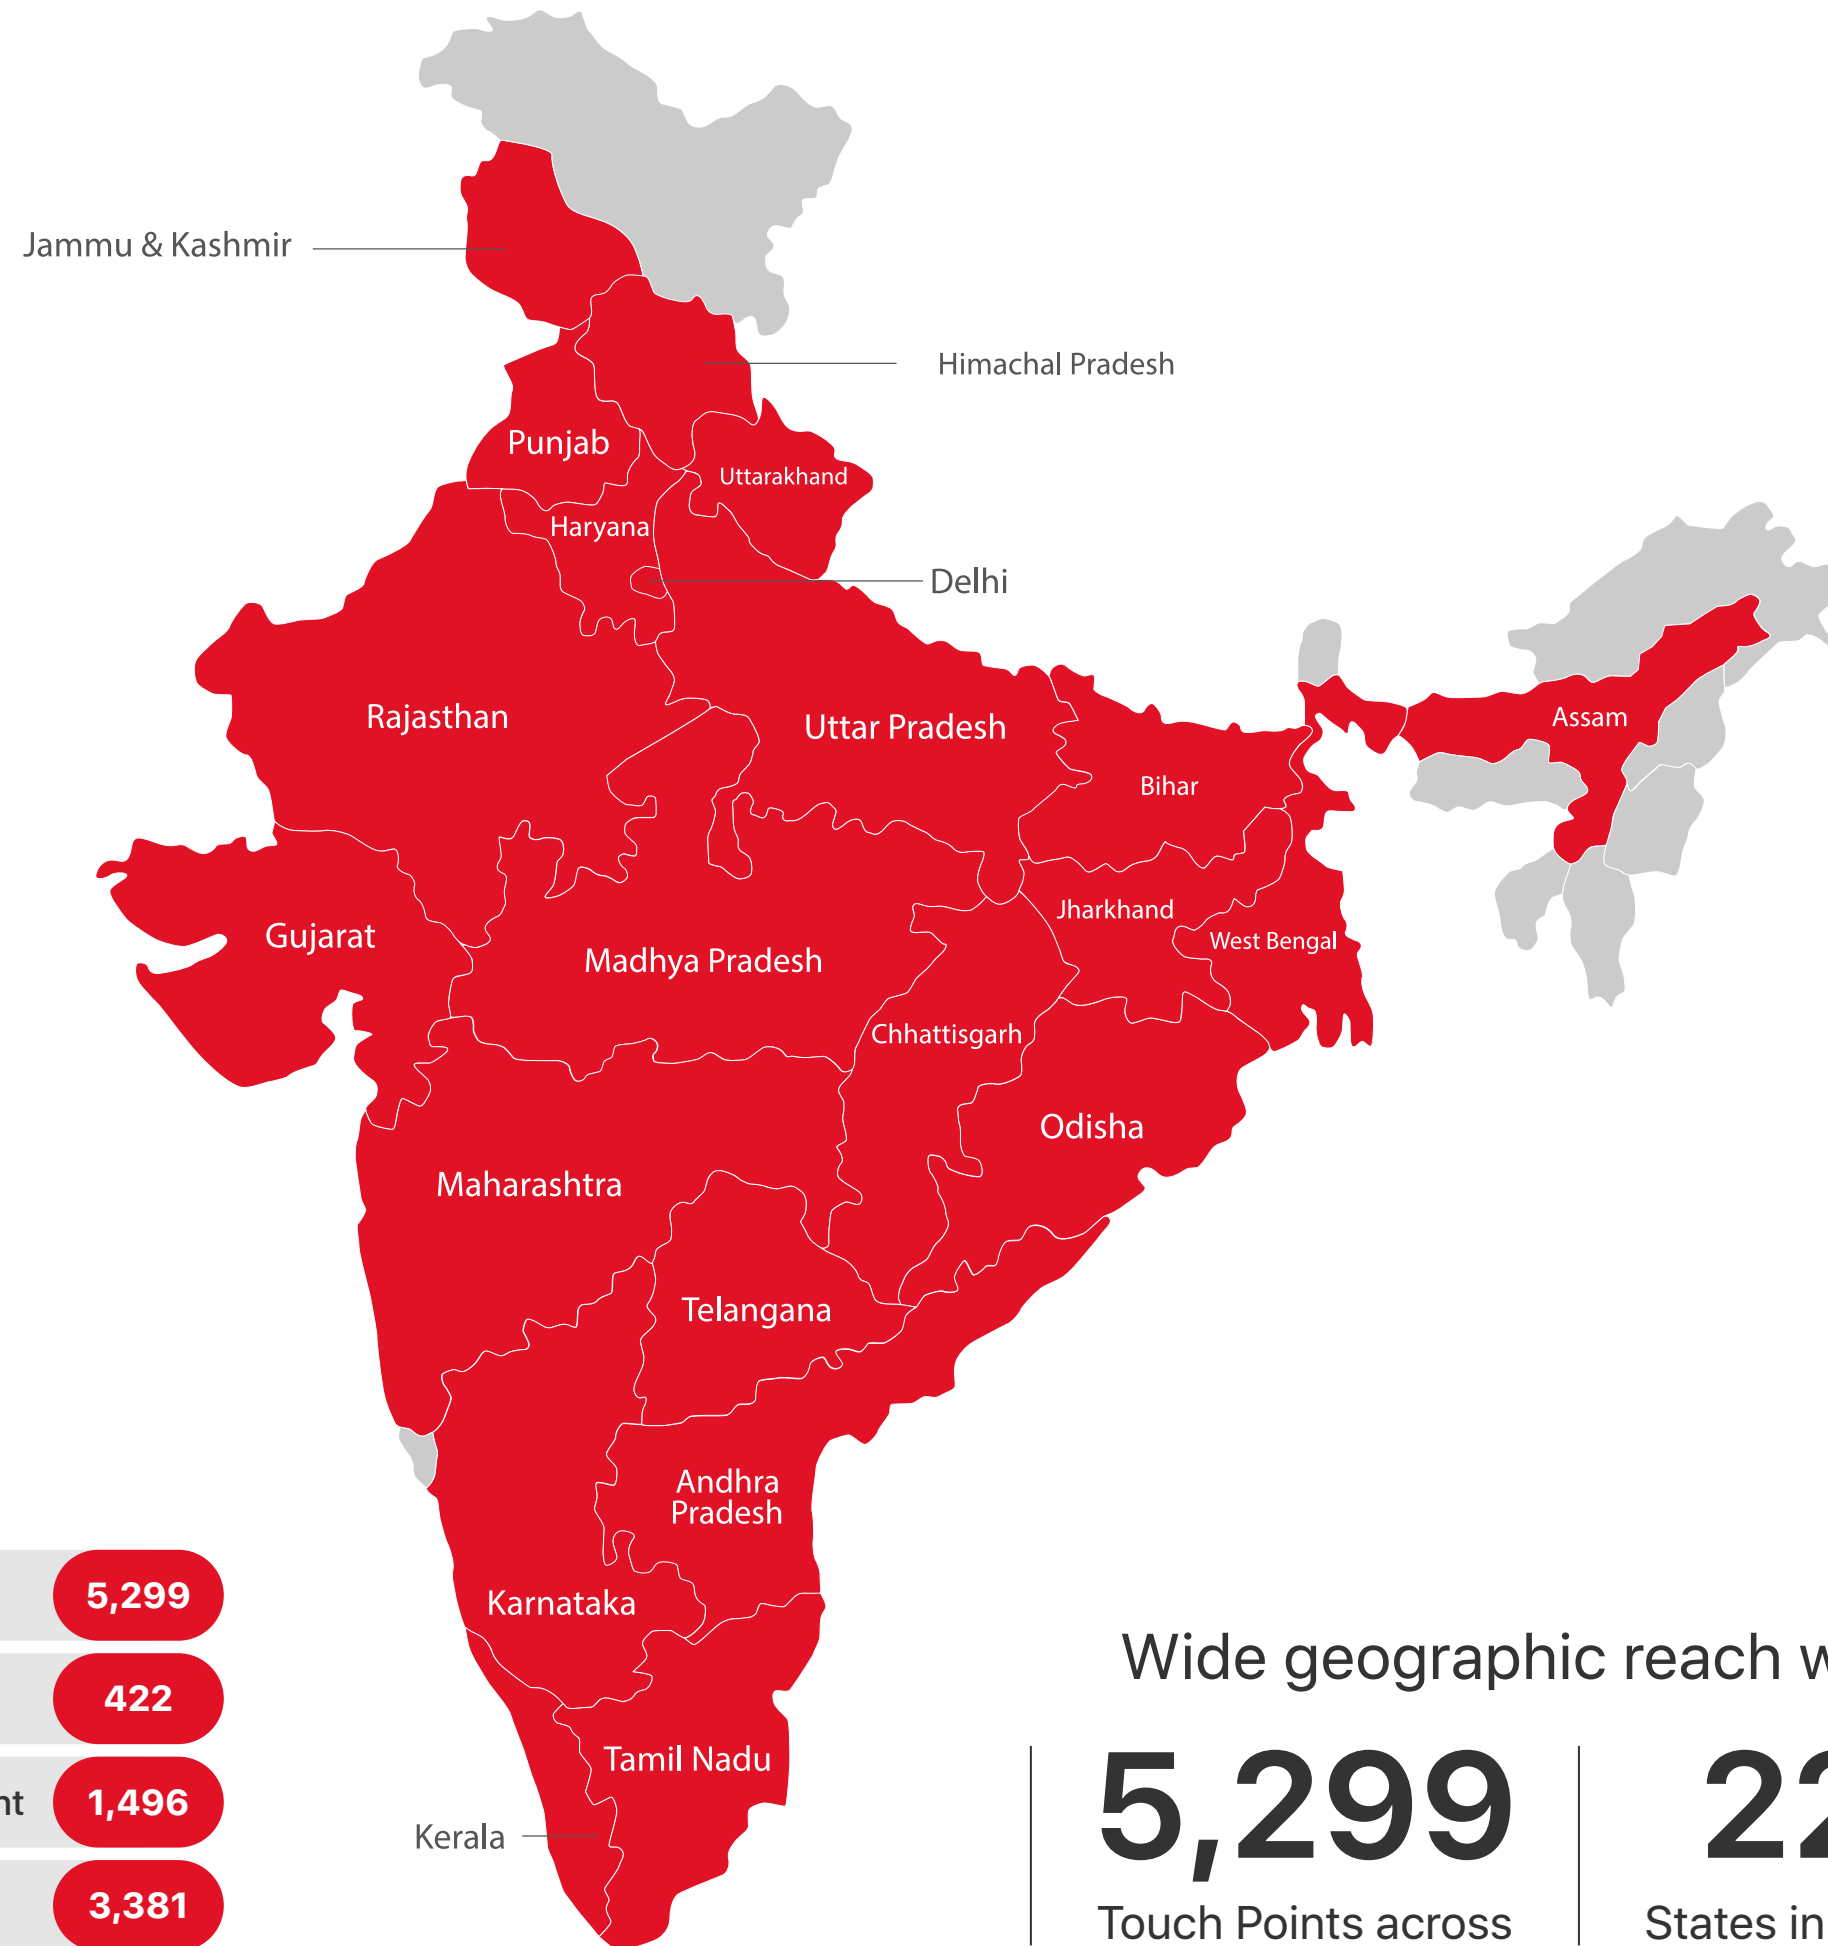 Jammu & Kashmir
Himachal Pradesh
Punjab
Uttarakhand
Haryana
Delhi
Rajasthan
Uttar Pradesh
Assam
Bihar
Jharkhand
Gujarat
West Bengal
Madhya Pradesh
Chhattisgarh
Odisha
Maharashtra
Telangana
Andhra
Pradesh
Karnataka
Tamil Nadu
Kerala
5,299
422
nt 1,496
3,381
Wide geographic reach w
5,299
Touch Points across
22
States in